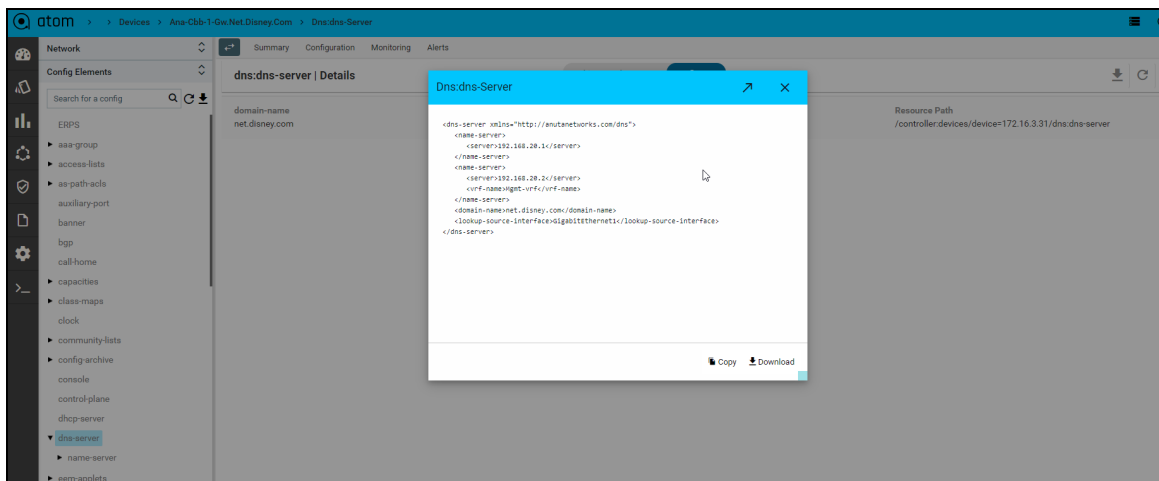 atom > > Devices > Ana-Cbb-1-Gw.Net.Disney.Com > Dns:dns-Server
Network
Summary Configuration Monitoring Alerts
Config Elements
dns:dns-server | Details
Search for a config
domain-name
net.disney.com
Resource Path
/controller:devices/device=172.16.3.31/dns:dns-server
ERPS
aaa-group
access-lists
as-path-acls
auxiliary-port
banner
bgp
call-home
capacities
class-maps
clock
community-lists
config-archive
console
control-plane
dhcp-server
dns-server
name-server
eem-applets
Dns:dns-Server
<dns-server xmlns="http://anutanetworks.com/dns">
<name-server>
<server>192.168.20.1</server>
</name-server>
<name-server>
<server>192.168.20.2</server>
<vrf-name>Mgmt-vrf</vrf-name>
</name-server>
<domain-name>net.disney.com</domain-name>
<lookup-source-interface>GigabitEthernet1</lookup-source-interface>
</dns-server>
Copy Download